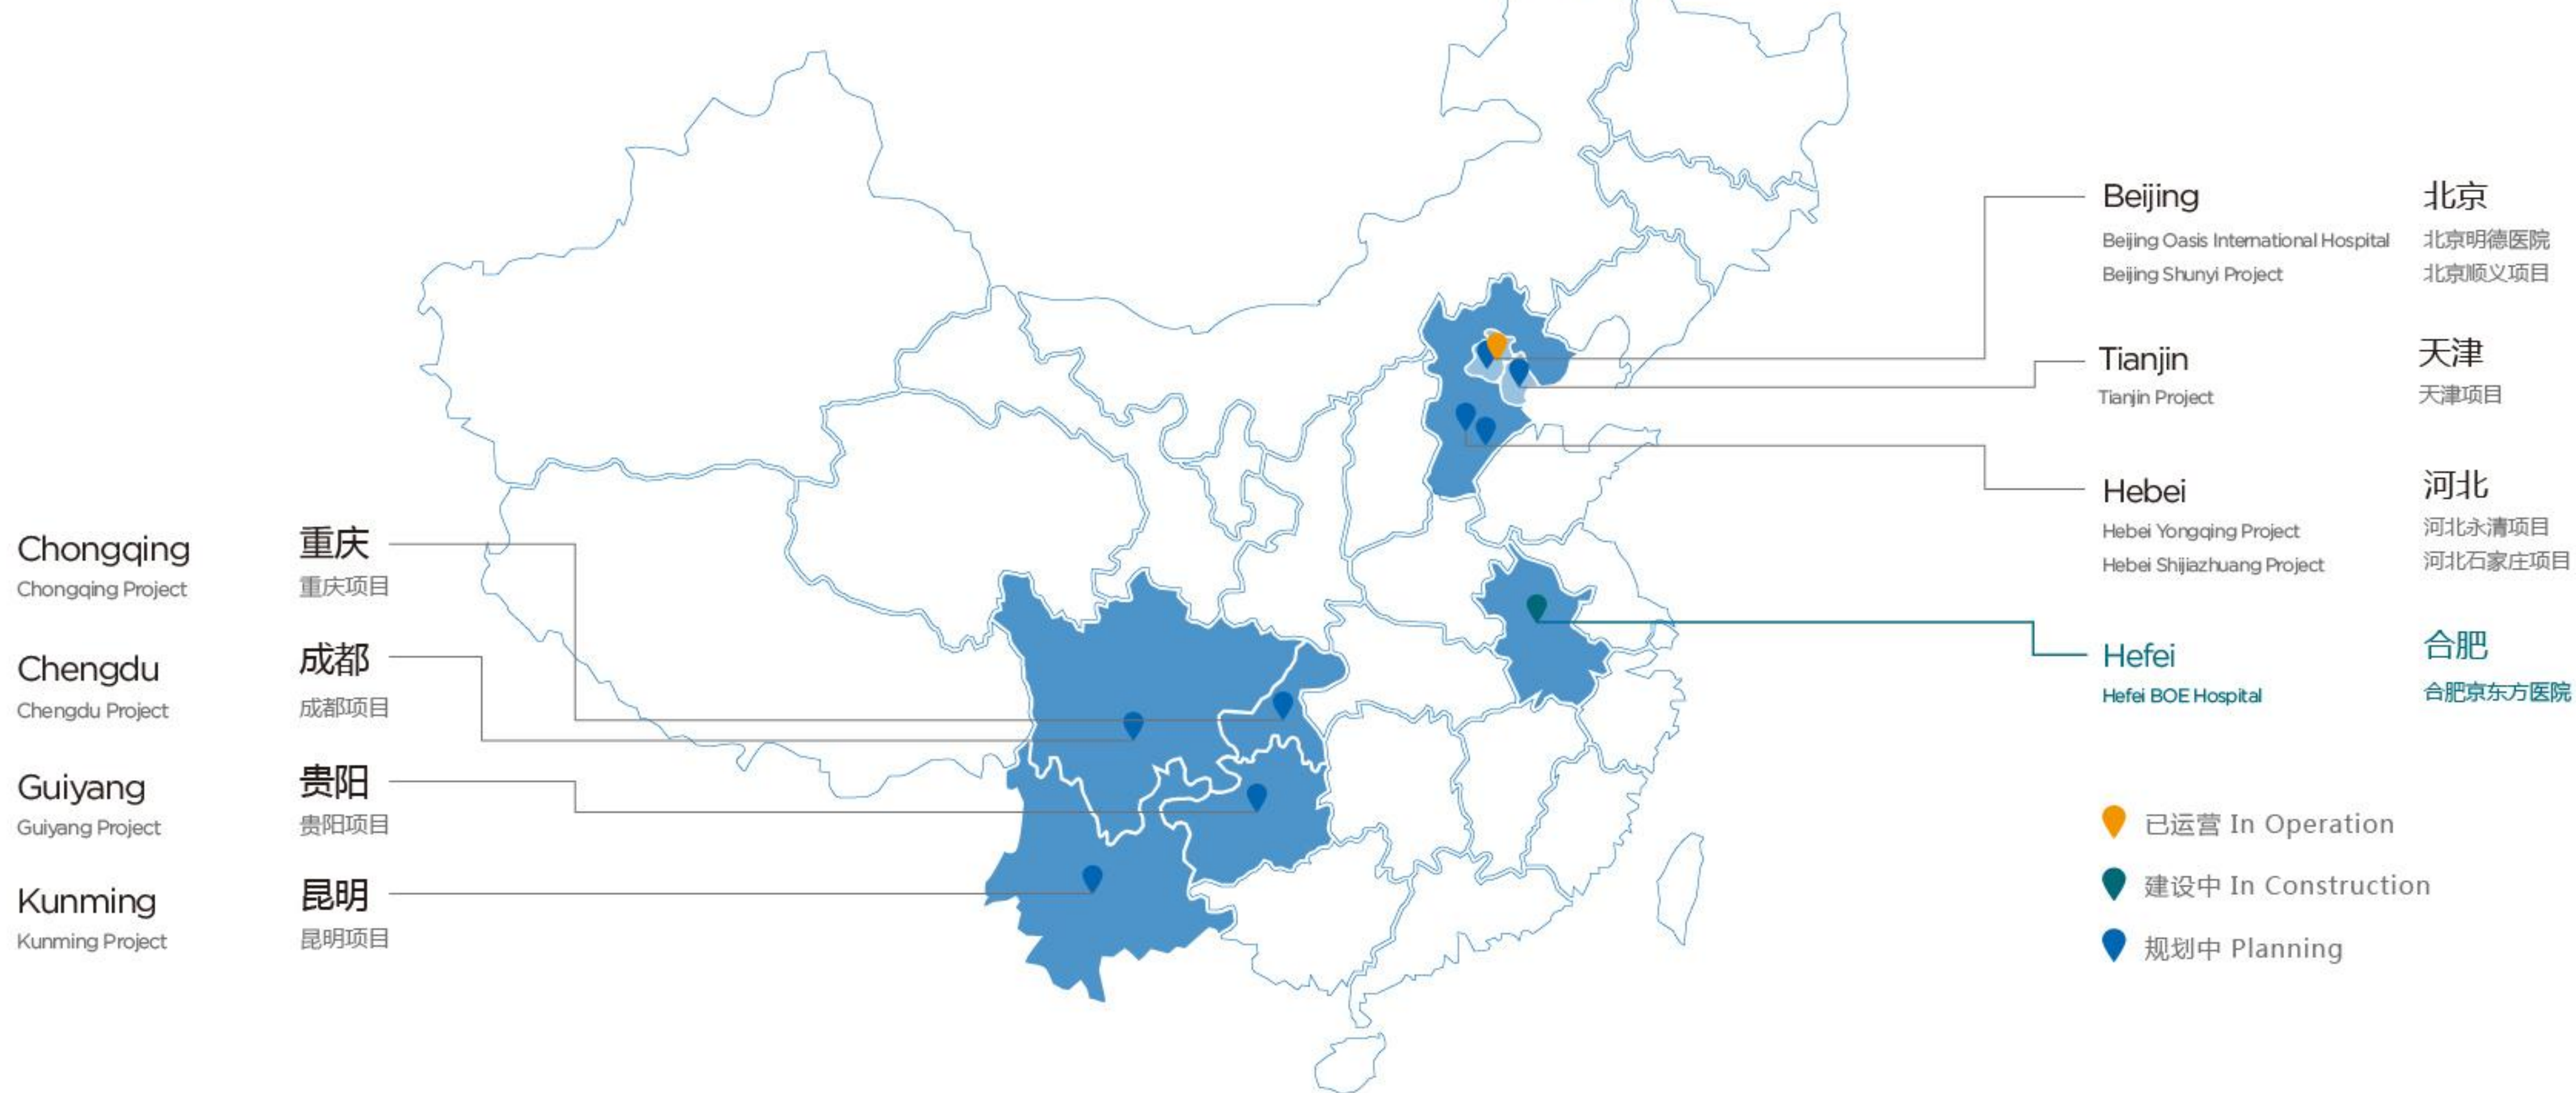 Chongqing 重庆
Chongqing Project 重庆项目
Chengdu 成都
Chengdu Project 成都项目
Guiyang 贵阳
Guiyang Project 贵阳项目
Kunming 昆明
Kunming Project 昆明项目
Beijing 北京
Beijing Oasis International Hospital 北京明德医院
Beijing Shunyi Project 北京顺义项目
Tianjin 天津
Tianjin Project 天津项目
Hebei 河北
Hebei Yongqing Project 河北永清项目
Hebei Shijiazhuang Project 河北石家庄项目
Hefei 合肥
Hefei BOE Hospital 合肥京东方医院
已运营 In Operation
建设中 In Construction
规划中 Planning